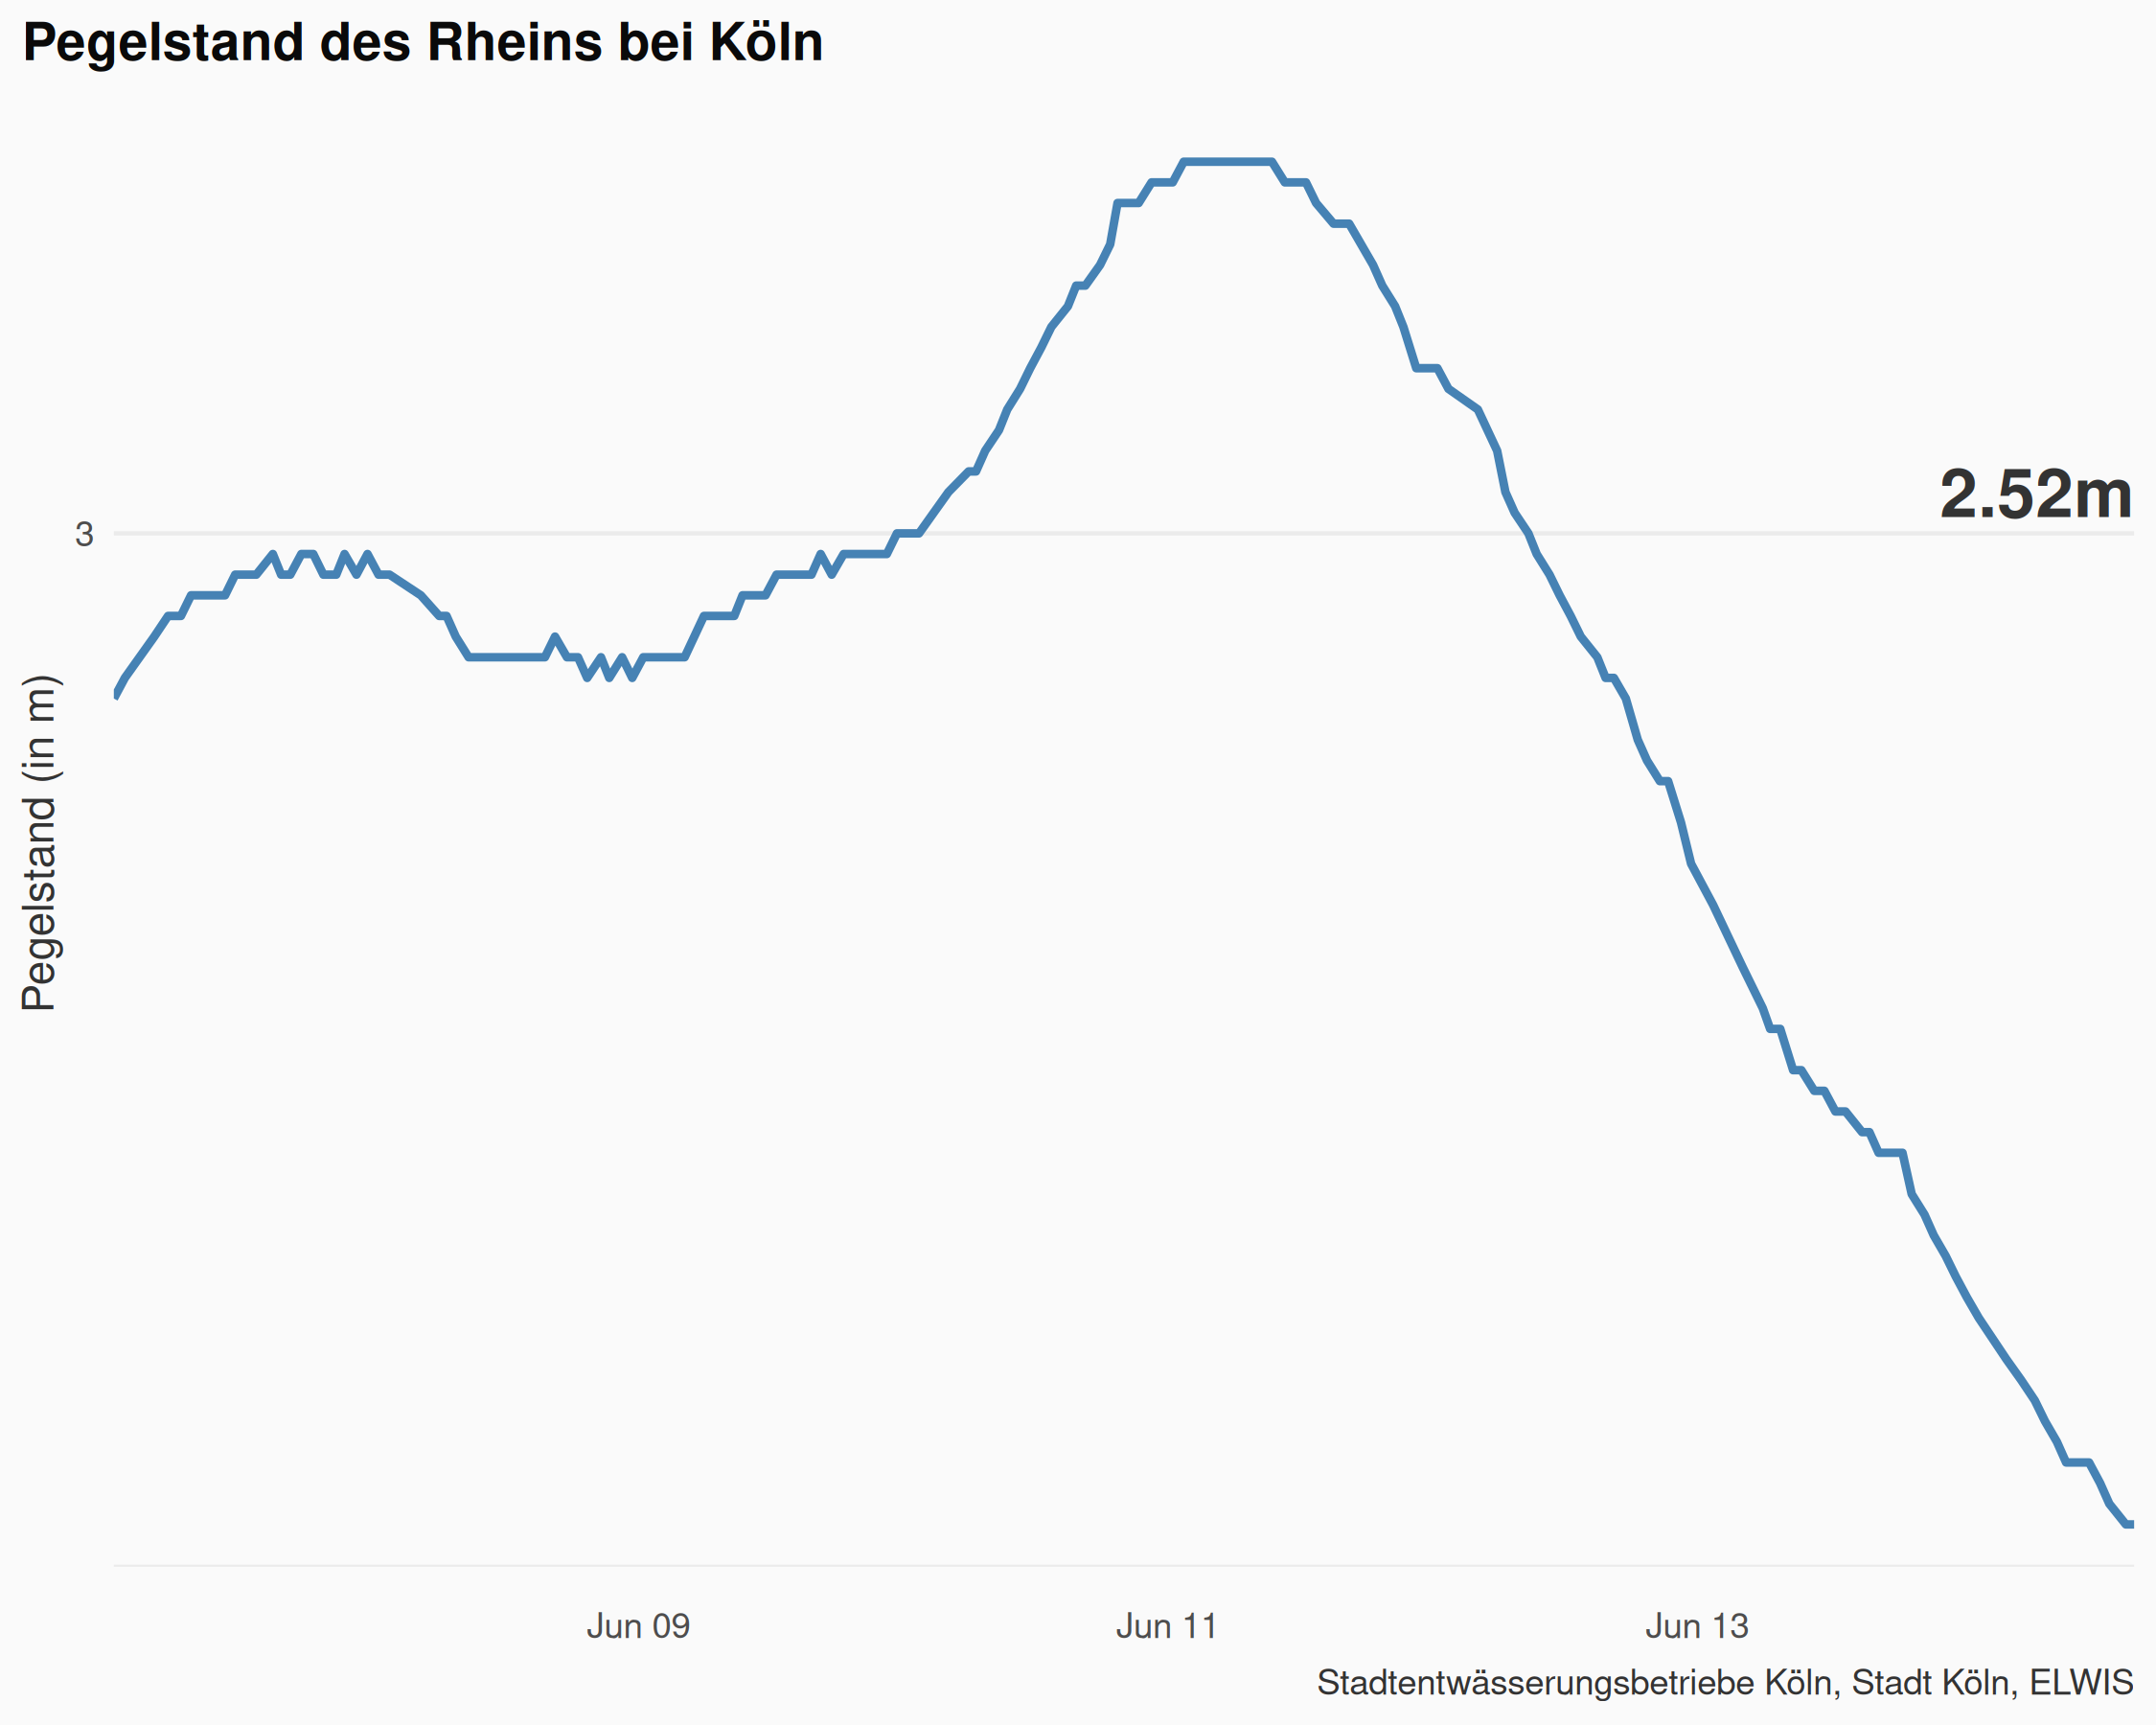 Pegelstand des Rheins bei Köln
2.52m
3
Pegelstand (in m)
Jun 09
Jun 11
Jun 13
Stadtentwässerungsbetriebe Köln, Stadt Köln, ELWIS